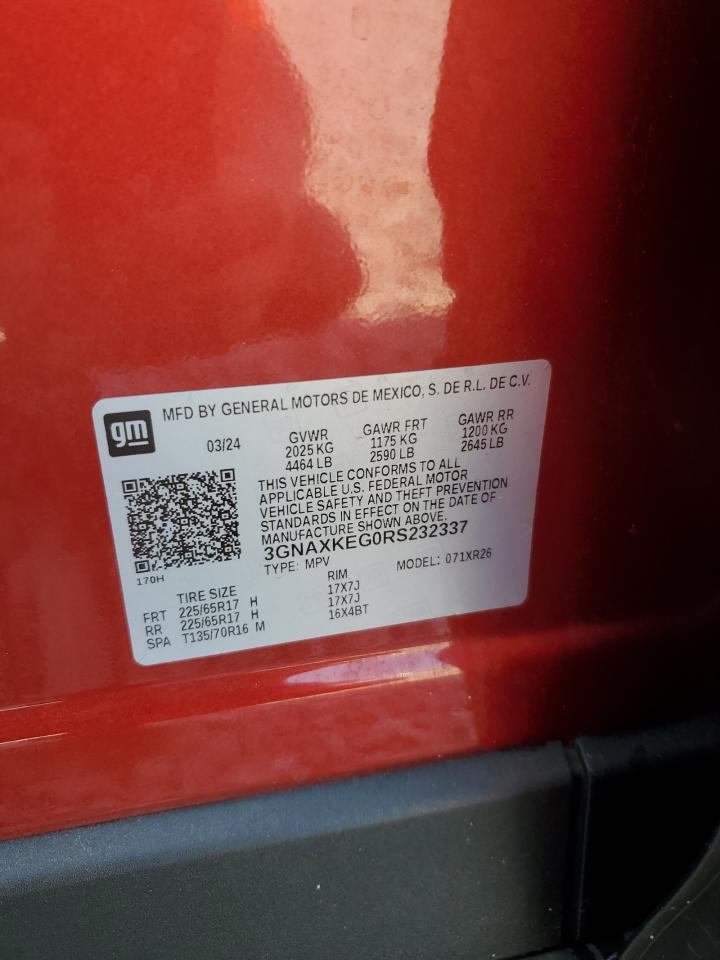 gm
MFD BY GENERAL MOTORS DE MEXICO, S. DE R.L. DE C.V.
03/24 GVWR GAWR FRT GAWR RR
2025 KG 1175 KG 1200 KG
4464 LB 2590 LB 2645 LB
THIS VEHICLE CONFORMS TO ALL
APPLICABLE U.S. FEDERAL MOTOR
VEHICLE SAFETY AND THEFT PREVENTION
STANDARDS IN EFFECT ON THE DATE OF
MANUFACTURE SHOWN ABOVE.
3GNAXKEG0RS232337
TYPE: MPV MODEL: 071XR26
170H
TIRE SIZE RIM
FRT 225/65R17 H 17X7J
RR 225/65R17 H 17X7J
SPA T135/70R16 M 16X4BT